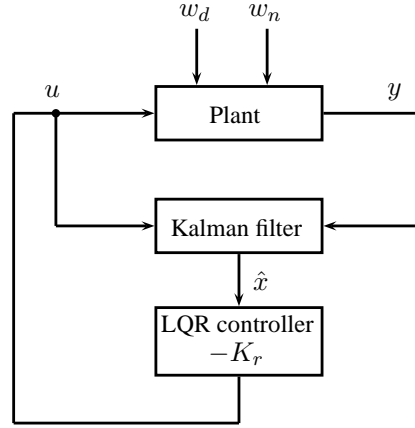 w_d w_n
u
Plant
y
Kalman filter
x̂
LQR controller
−K_r